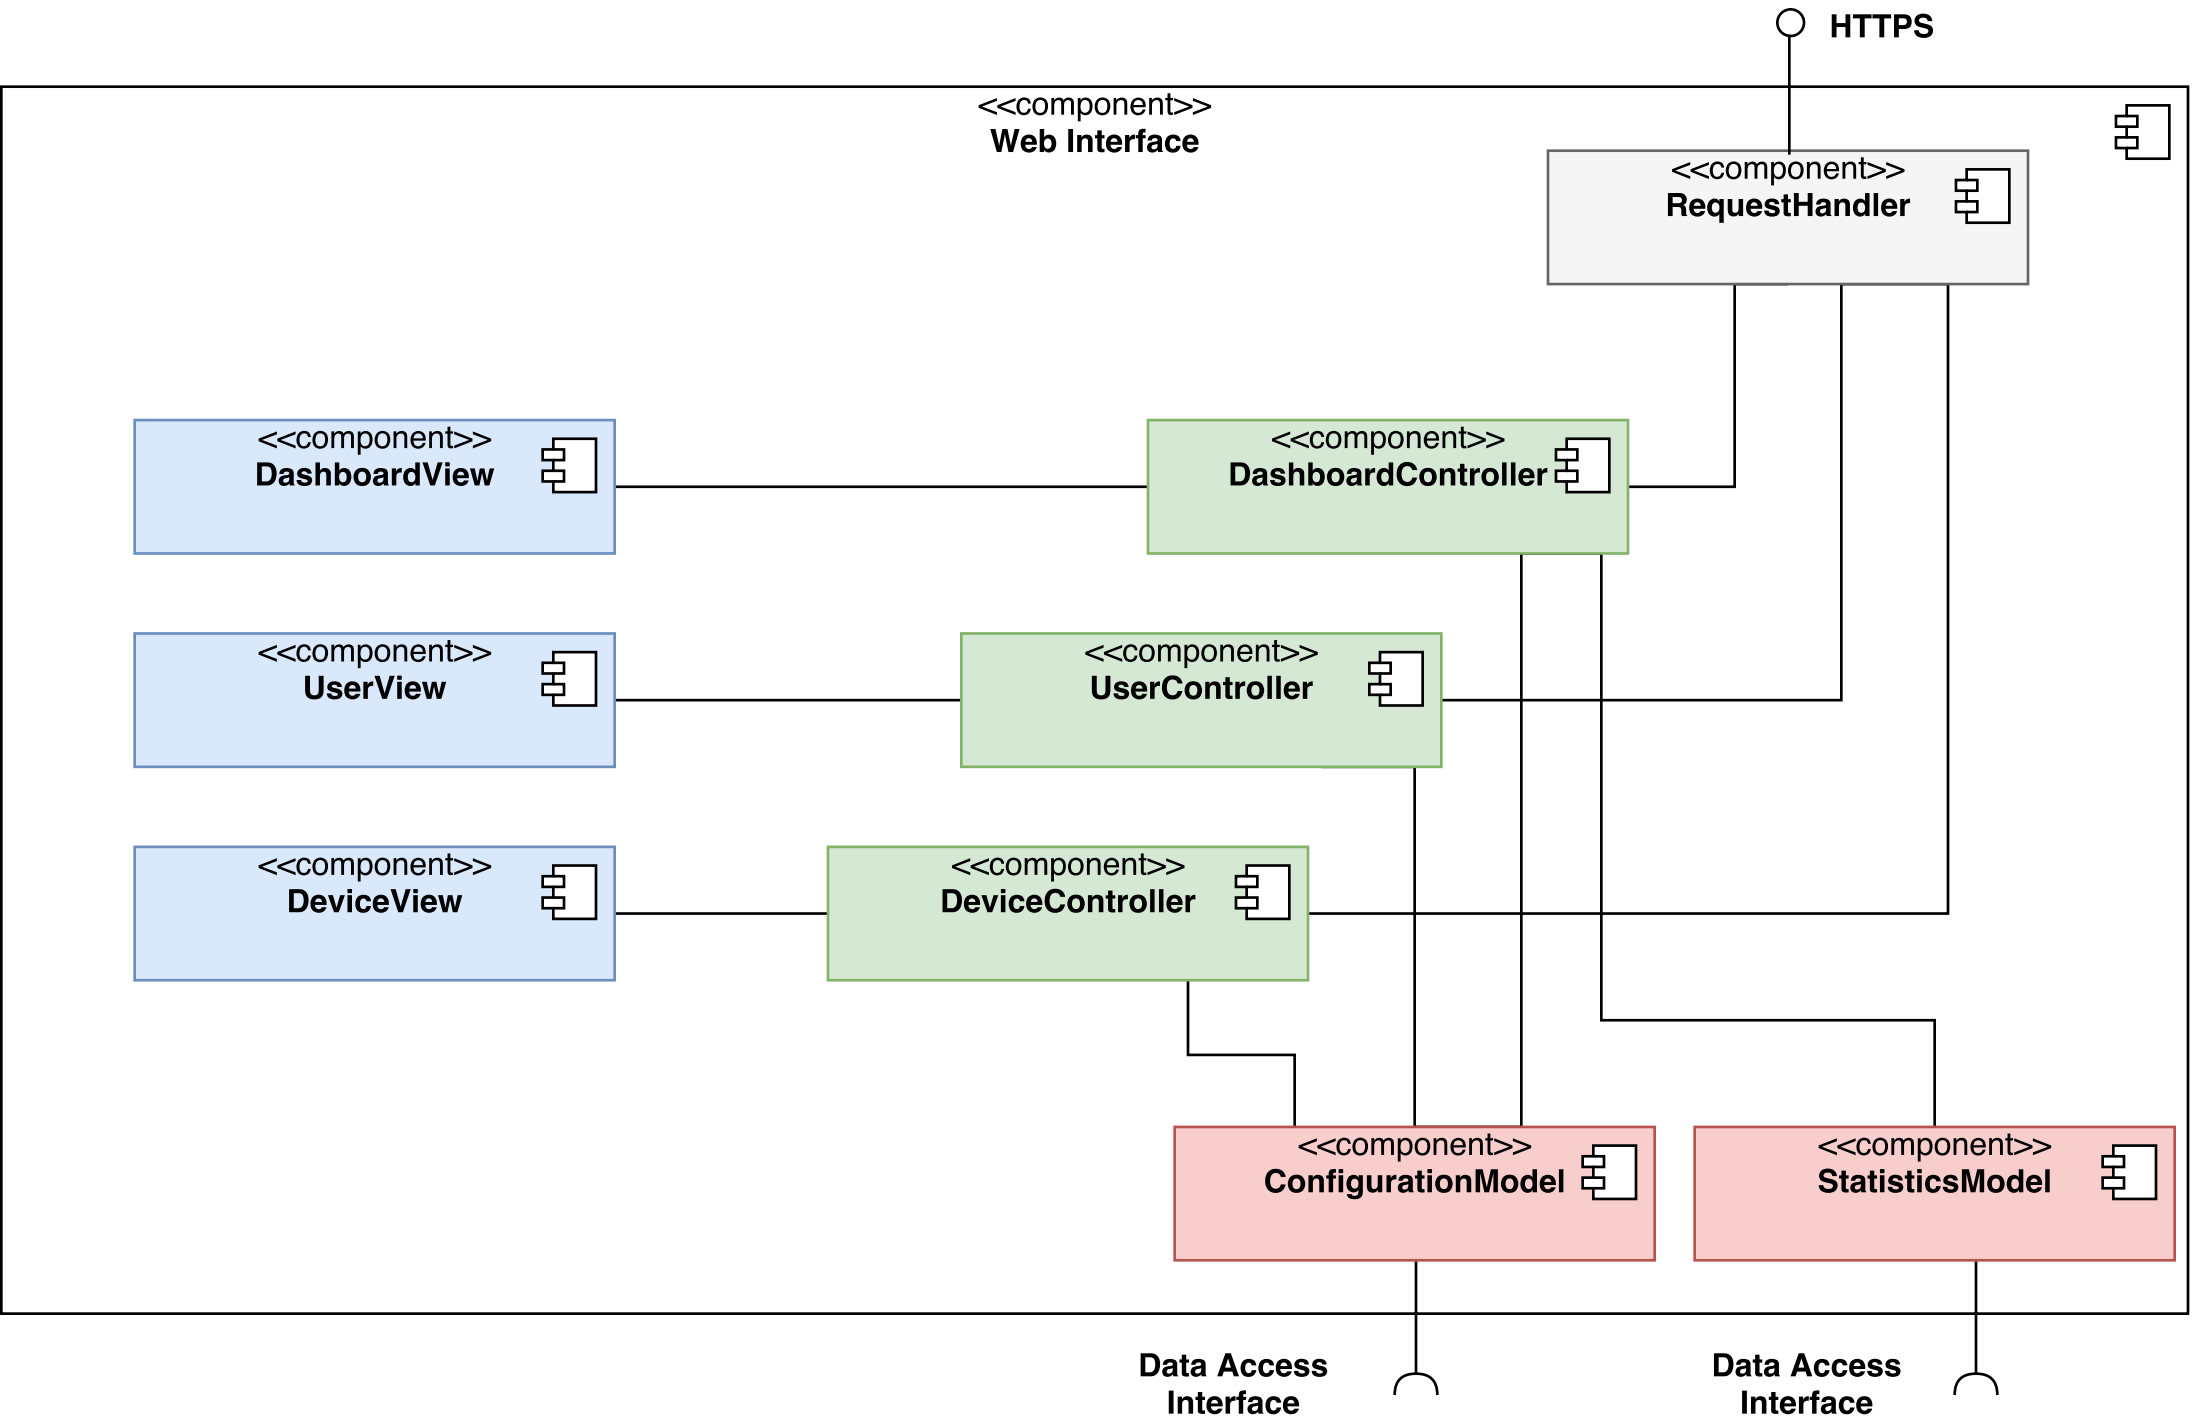 HTTPS
<<component>>
Web Interface
<<component>>
RequestHandler
<<component>>
DashboardView
<<component>>
DashboardController
<<component>>
UserView
<<component>>
UserController
<<component>>
DeviceView
<<component>>
DeviceController
<<component>>
ConfigurationModel
<<component>>
StatisticsModel
Data Access
Interface
Data Access
Interface